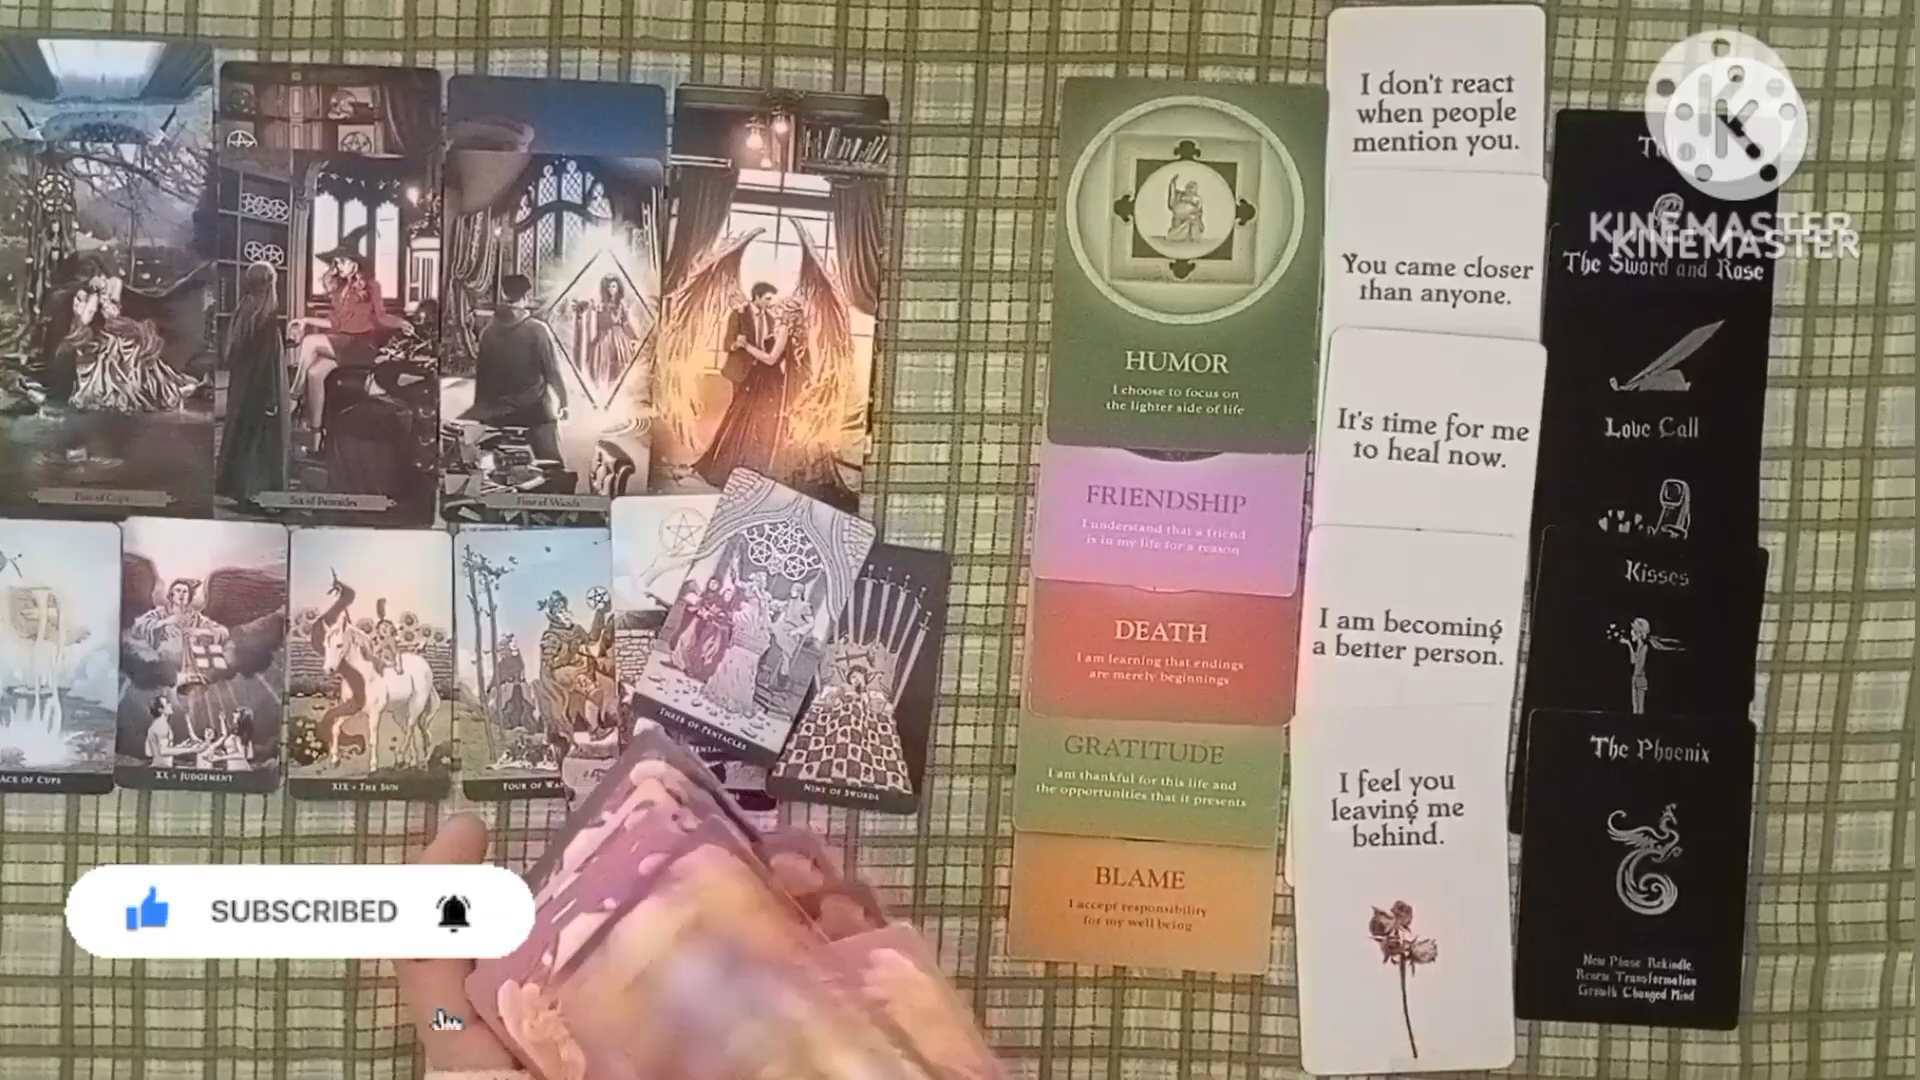 Six of Pentacles
Four of Wands
ACE OF CUPS
XX • JUDGEMENT
XIX • THE SUN
FOUR OF WAN
THREE OF PENTACLES
NINE OF SWORDS
SUBSCRIBED
HUMOR
I choose to focus on
the lighter side of life
FRIENDSHIP
I understand that a friend
is in my life for a reason
DEATH
I am learning that endings
are merely beginnings
GRATITUDE
I am thankful for this life and
the opportunities that it presents
BLAME
I accept responsibility
for my well being
I don't react
when people
mention you.
You came closer
than anyone.
It's time for me
to heal now.
I am becoming
a better person.
I feel you
leaving me
behind.
KINEMASTER
KINEMASTER
The Sword and Rose
Love Call
Kisses
The Phoenix
New Phase Rekindle
Renew Transformation
Growth Changed Mind